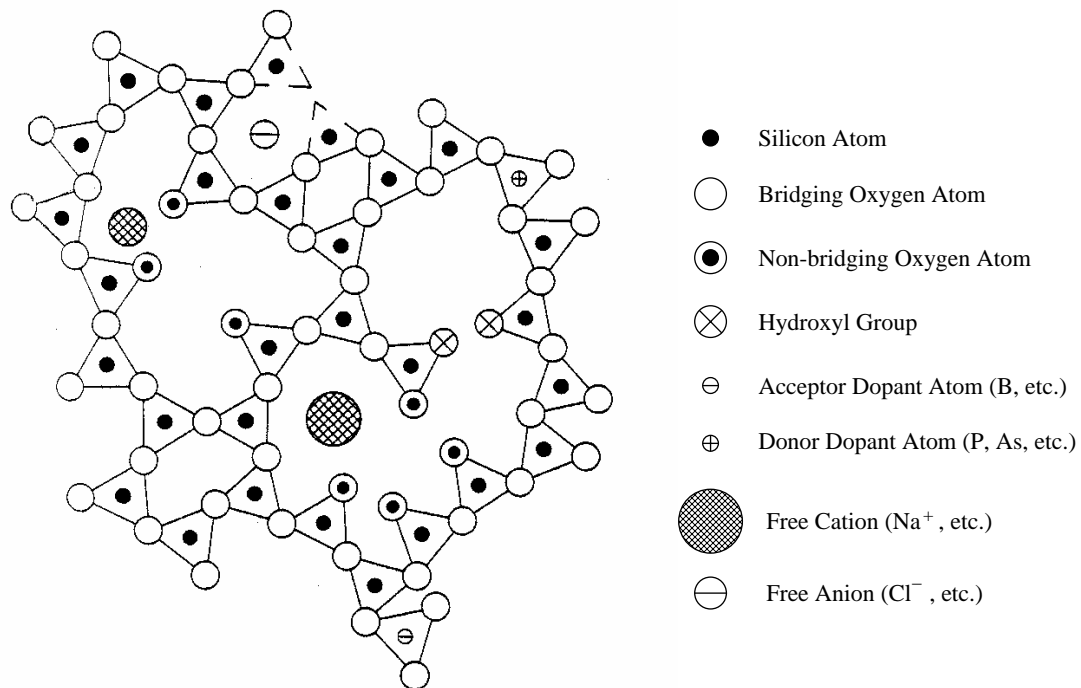 Silicon Atom
Bridging Oxygen Atom
Non-bridging Oxygen Atom
Hydroxyl Group
Acceptor Dopant Atom (B, etc.)
Donor Dopant Atom (P, As, etc.)
Free Cation (Na⁺ , etc.)
Free Anion (Cl⁻ , etc.)